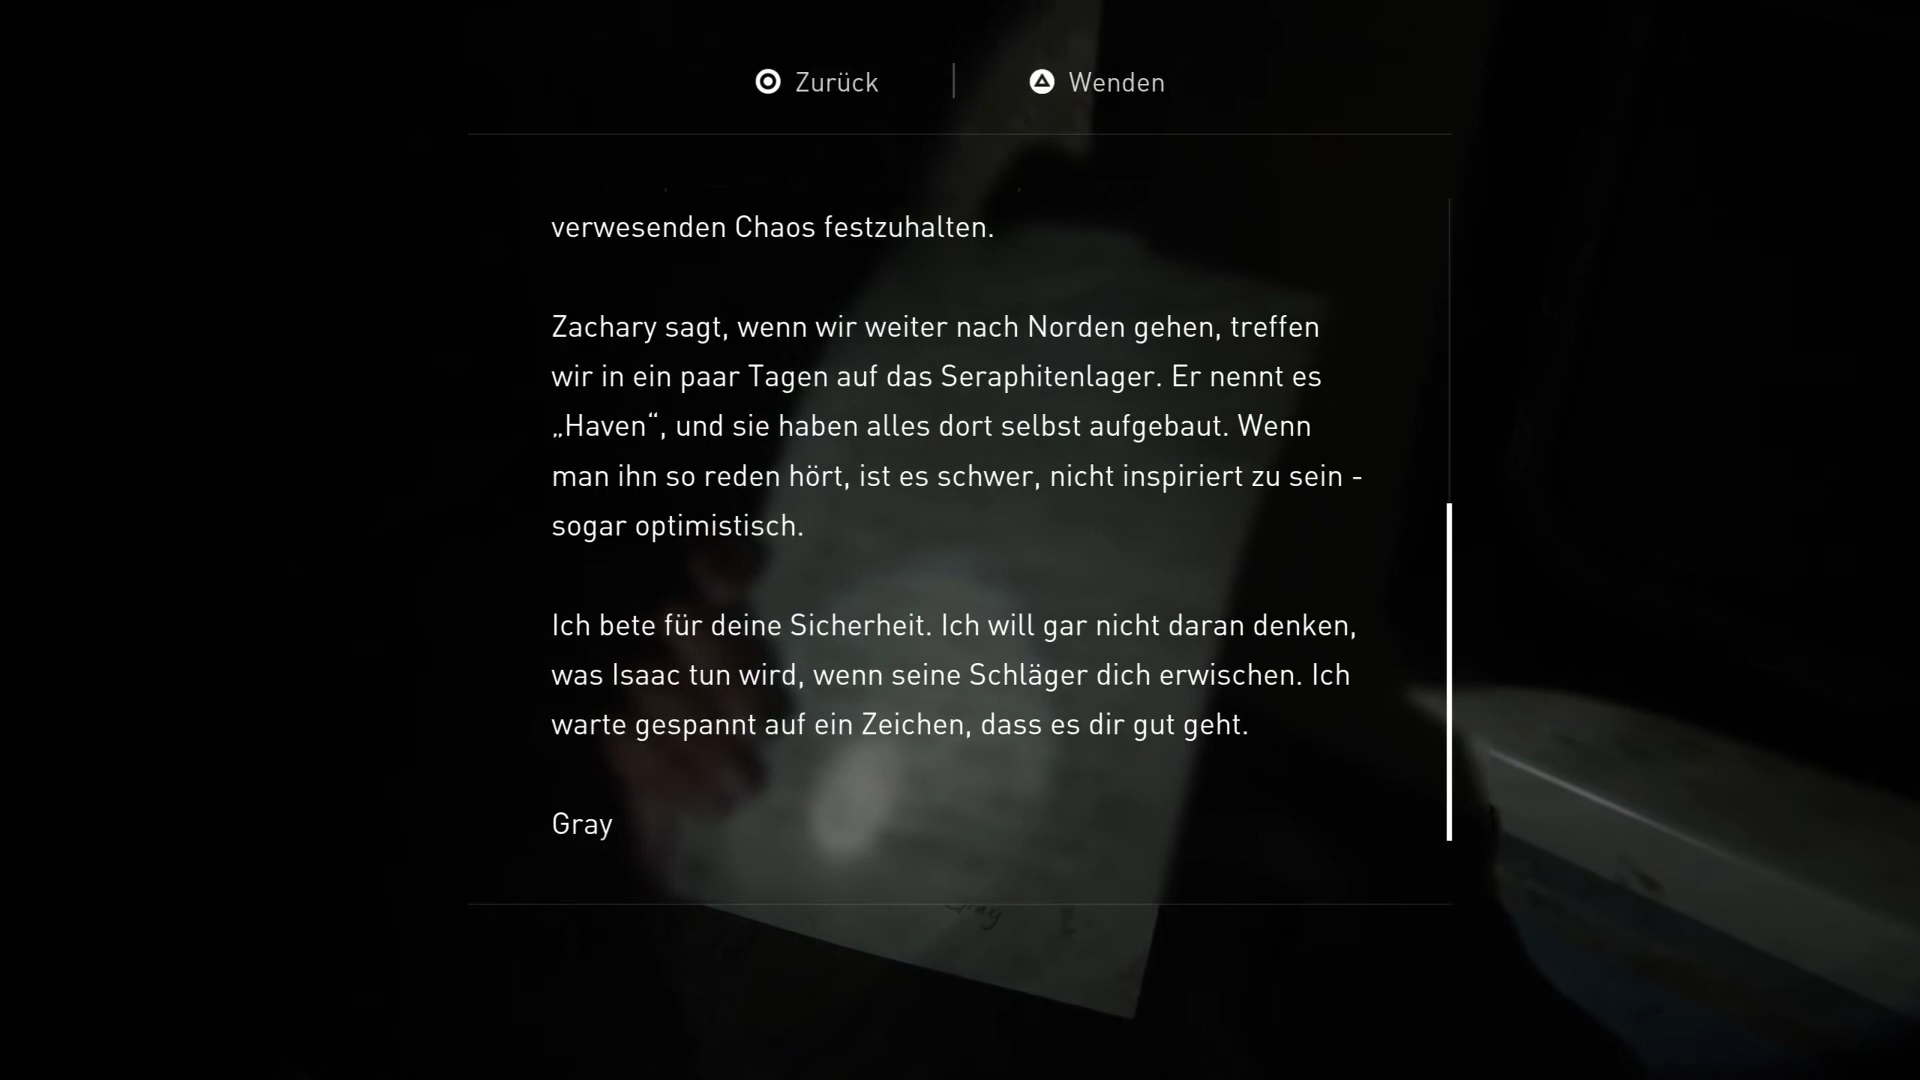 Zurück
Wenden
verwesenden Chaos festzuhalten.
Zachary sagt, wenn wir weiter nach Norden gehen, treffen
wir in ein paar Tagen auf das Seraphitenlager. Er nennt es
„Haven“, und sie haben alles dort selbst aufgebaut. Wenn
man ihn so reden hört, ist es schwer, nicht inspiriert zu sein -
sogar optimistisch.
Ich bete für deine Sicherheit. Ich will gar nicht daran denken,
was Isaac tun wird, wenn seine Schläger dich erwischen. Ich
warte gespannt auf ein Zeichen, dass es dir gut geht.
Gray
Gray